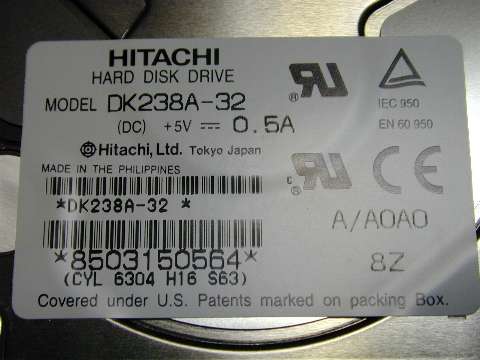 HITACHI
HARD DISK DRIVE
MODEL DK238A-32
(DC) +5V ⎓ 0.5A
Hitachi, Ltd. Tokyo Japan
MADE IN THE PHILIPPINES
*DK238A-32 *
*8503150564*
(CYL 6304 H16 S63)
Covered under U.S. Patents marked on packing Box.
IEC 950
EN 60 950
CE
A/A0A0
8Z